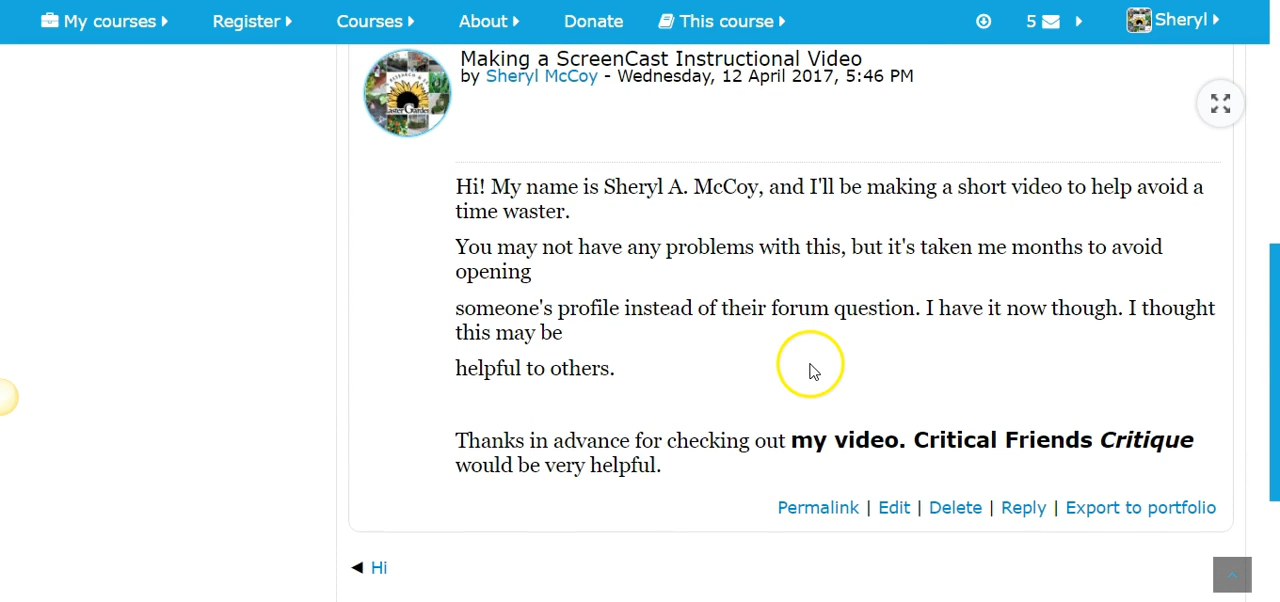 My courses Register Courses About Donate This course 5 Sheryl
Making a ScreenCast Instructional Video
by Sheryl McCoy - Wednesday, 12 April 2017, 5:46 PM
Hi! My name is Sheryl A. McCoy, and I'll be making a short video to help avoid a
time waster.
You may not have any problems with this, but it's taken me months to avoid
opening
someone's profile instead of their forum question. I have it now though. I thought
this may be
helpful to others.
Thanks in advance for checking out my video. Critical Friends Critique
would be very helpful.
Permalink | Edit | Delete | Reply | Export to portfolio
Hi